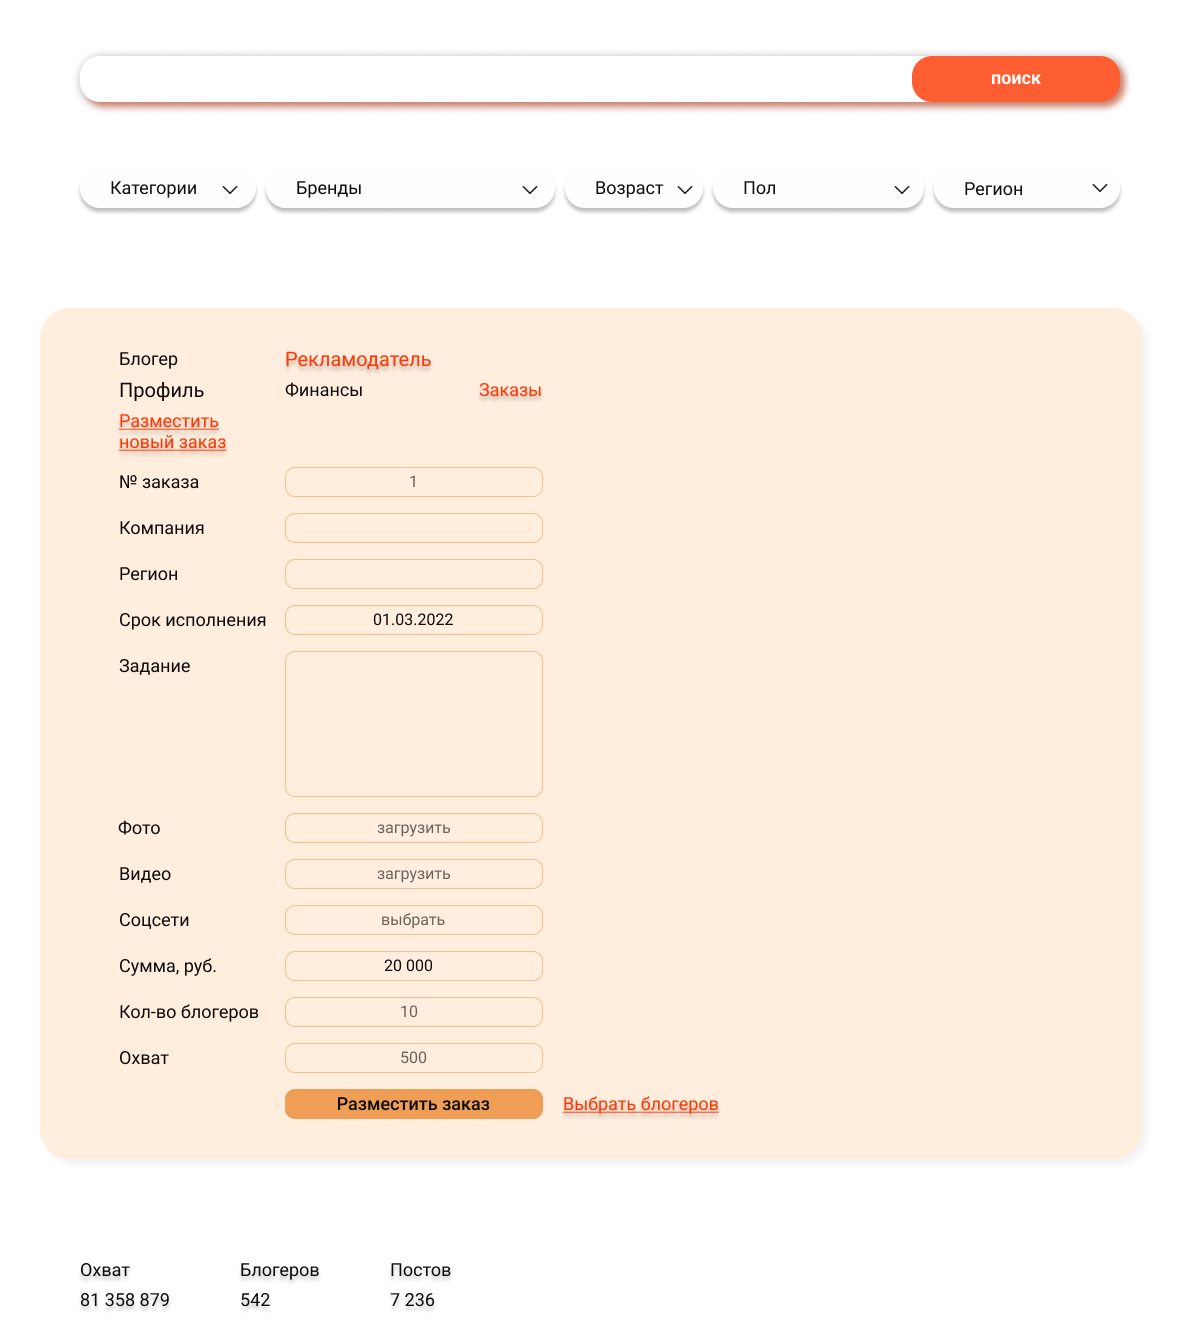 поиск
Категории
Бренды
Возраст
Пол
Регион
Блогер
Рекламодатель
Профиль
Финансы
Заказы
Разместить
новый заказ
№ заказа
1
Компания
Регион
Срок исполнения
01.03.2022
Задание
Фото
загрузить
Видео
загрузить
Соцсети
выбрать
Сумма, руб.
20 000
Кол-во блогеров
10
Охват
500
Разместить заказ
Выбрать блогеров
Охват
Блогеров
Постов
81 358 879
542
7 236